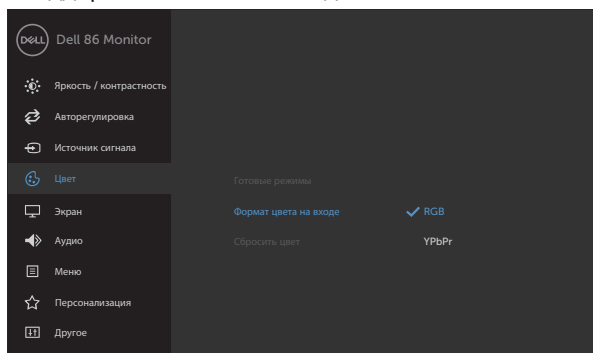 DELL
Dell 86 Monitor
Яркость / контрастность
Авторегулировка
Источник сигнала
Цвет
Готовые режимы
Формат цвета на входе
RGB
Сбросить цвет
YPbPr
Экран
Аудио
Меню
Персонализация
Другое